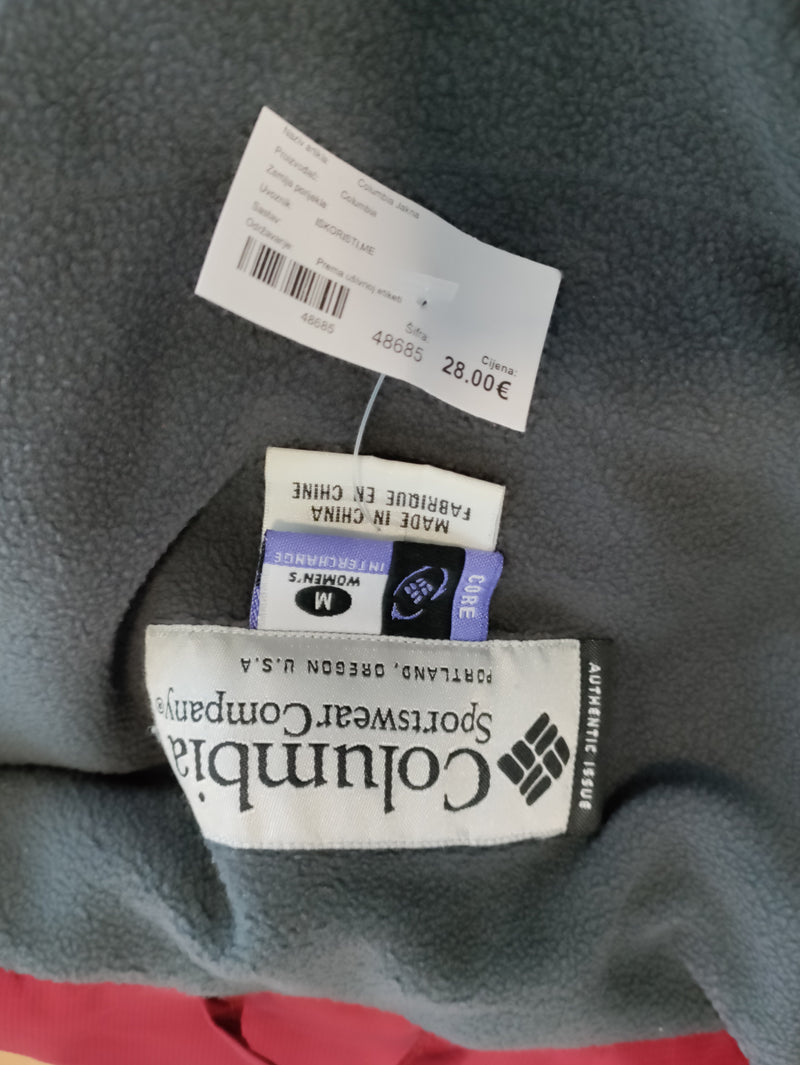 Naziv artikla: Columbia Jakna
Proizvođač: Columbia
Zemlja porijekla:
Uvoznik: ISKORISTI.ME
Sastav:
Održavanje: Prema ušivnoj etiketi
48685
Šifra:
48685
Cijena:
28.00€
MADE IN CHINA
FABRIQUE EN CHINE
CORE
INTERCHANGE
WOMEN'S
M
Columbia
Sportswear Company®
PORTLAND, OREGON U.S.A
AUTHENTIC ISSUE